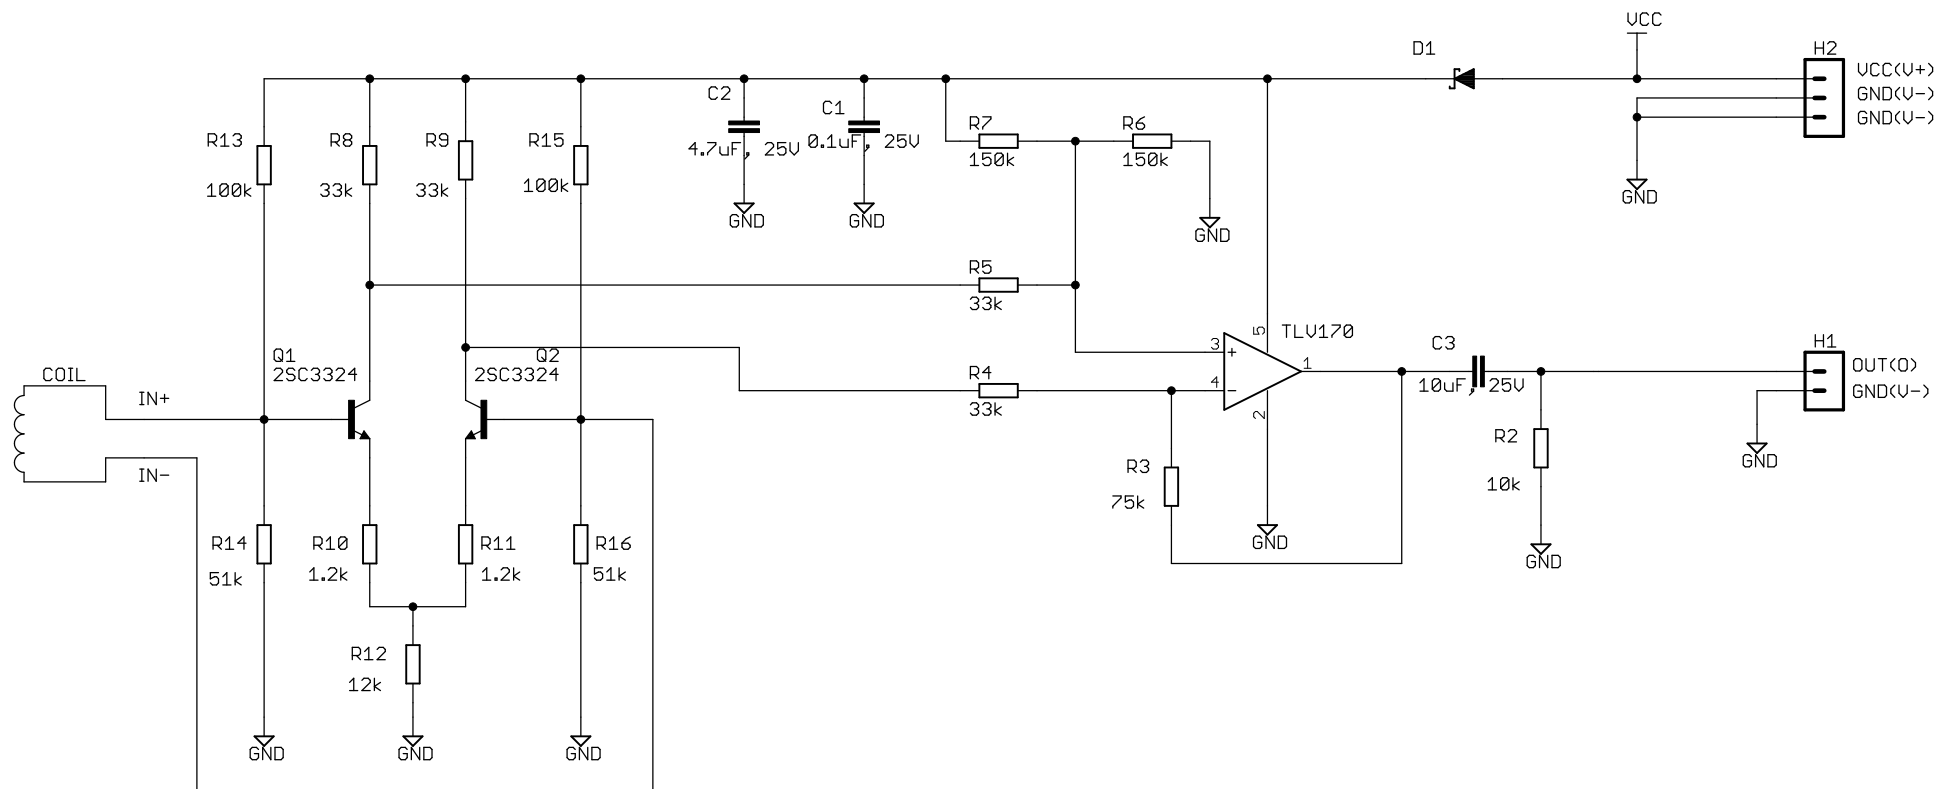 VCC
D1
H2
VCC(V+)
GND(V-)
GND(V-)
C2
4.7uF, 25V
C1
0.1uF, 25V
R13
100k
R8
33k
R9
33k
R15
100k
R7
150k
R6
150k
GND
GND
GND
GND
R5
33k
Q1
2SC3324
Q2
2SC3324
COIL
IN+
IN-
R4
33k
TLV170
3
+
4
-
5
2
1
C3
10uF, 25V
H1
OUT(O)
GND(V-)
R2
10k
GND
R3
75k
GND
GND
R14
51k
R10
1.2k
R11
1.2k
R16
51k
R12
12k
GND
GND
GND